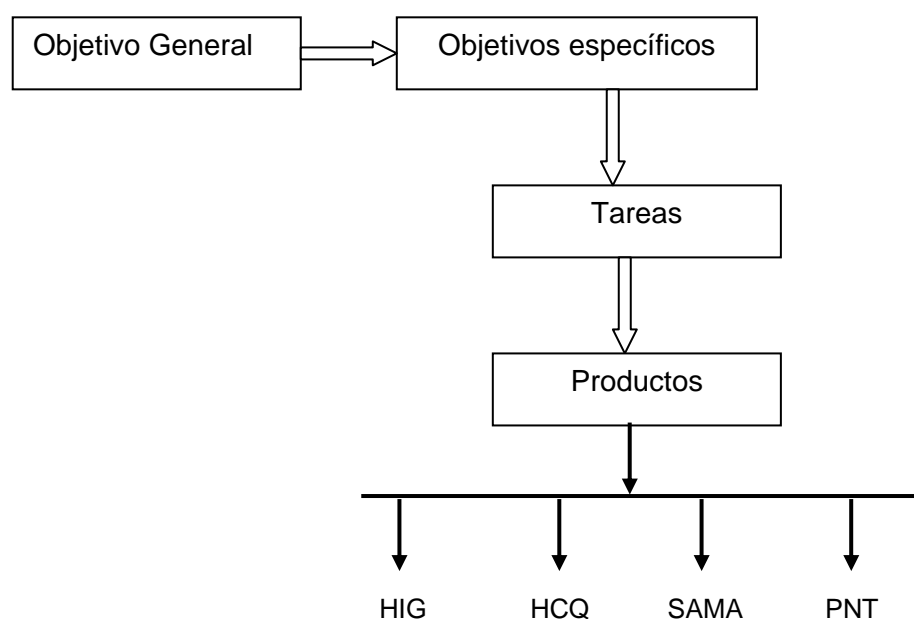 Objetivo General
Objetivos específicos
Tareas
Productos
HIG
HCQ
SAMA
PNT